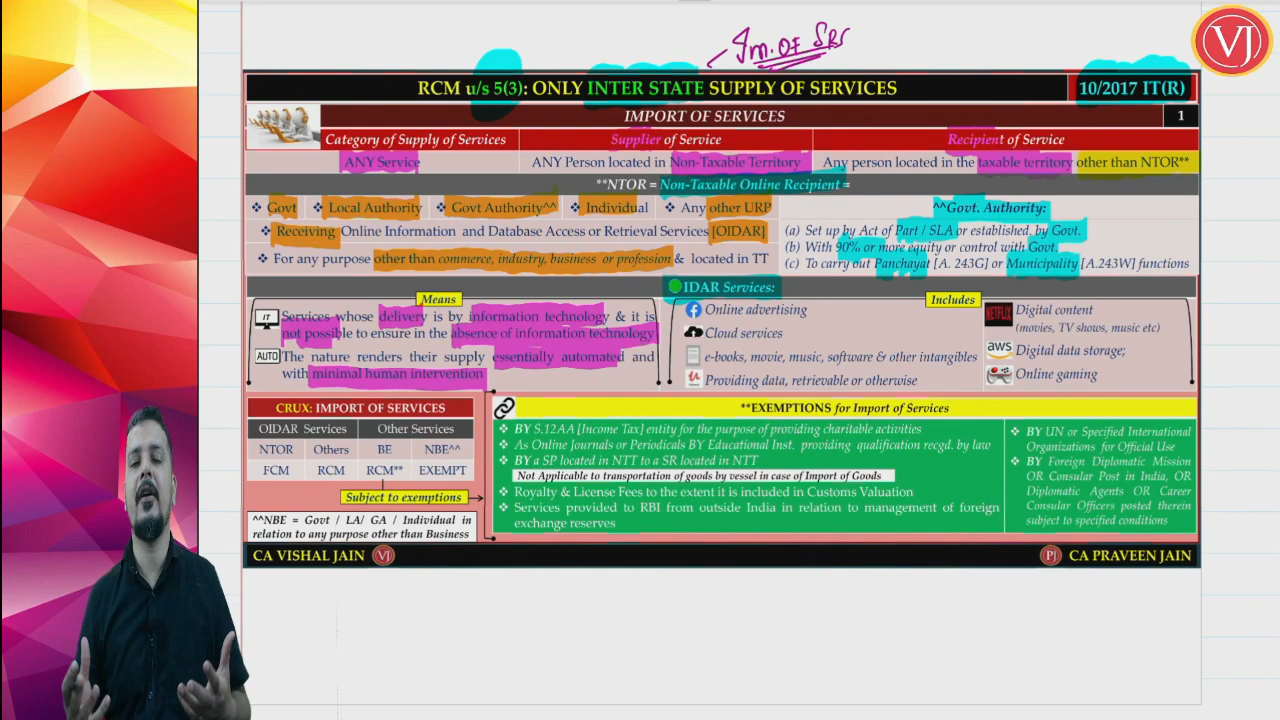 Im. OF SRS
VJ
RCM u/s 5(3): ONLY INTER STATE SUPPLY OF SERVICES
10/2017 IT(R)
IMPORT OF SERVICES
1
Category of Supply of Services
Supplier of Service
Recipient of Service
ANY Service
ANY Person located in Non-Taxable Territory
Any person located in the taxable territory other than NTOR**
**NTOR = Non-Taxable Online Recipient =
❖ Govt ❖ Local Authority ❖ Govt Authority^^ ❖ Individual ❖ Any other URP
❖ Receiving Online Information and Database Access or Retrieval Services [OIDAR]
❖ For any purpose other than commerce, industry, business or profession & located in TT
^^Govt. Authority:
(a) Set up by Act of Part / SLA or established. by Govt.
(b) With 90% or more equity or control with Govt.
(c) To carry out Panchayat [A. 243G] or Municipality [A.243W] functions
IDAR Services:
Means
IT
Services whose delivery is by information technology & it is
not possible to ensure in the absence of information technology
AUTO
The nature renders their supply essentially automated and
with minimal human intervention
Includes
Online advertising
Cloud services
e-books, movie, music, software & other intangibles
Providing data, retrievable or otherwise
NETFLIX
Digital content
(movies, TV shows, music etc)
aws
Digital data storage;
Online gaming
CRUX: IMPORT OF SERVICES
OIDAR Services
Other Services
NTOR Others BE NBE^^
FCM RCM RCM** EXEMPT
Subject to exemptions
^^NBE = Govt / LA/ GA / Individual in
relation to any purpose other than Business
**EXEMPTIONS for Import of Services
❖ BY S.12AA [Income Tax] entity for the purpose of providing charitable activities
❖ As Online Journals or Periodicals BY Educational Inst. providing qualification recgd. by law
❖ BY a SP located in NTT to a SR located in NTT
Not Applicable to transportation of goods by vessel in case of Import of Goods
❖ Royalty & License Fees to the extent it is included in Customs Valuation
❖ Services provided to RBI from outside India in relation to management of foreign
exchange reserves
❖ BY UN or Specified International
Organizations for Official Use
❖ BY Foreign Diplomatic Mission
OR Consular Post in India, OR
Diplomatic Agents OR Career
Consular Officers posted therein
subject to specified conditions
CA VISHAL JAIN
VJ
PJ
CA PRAVEEN JAIN